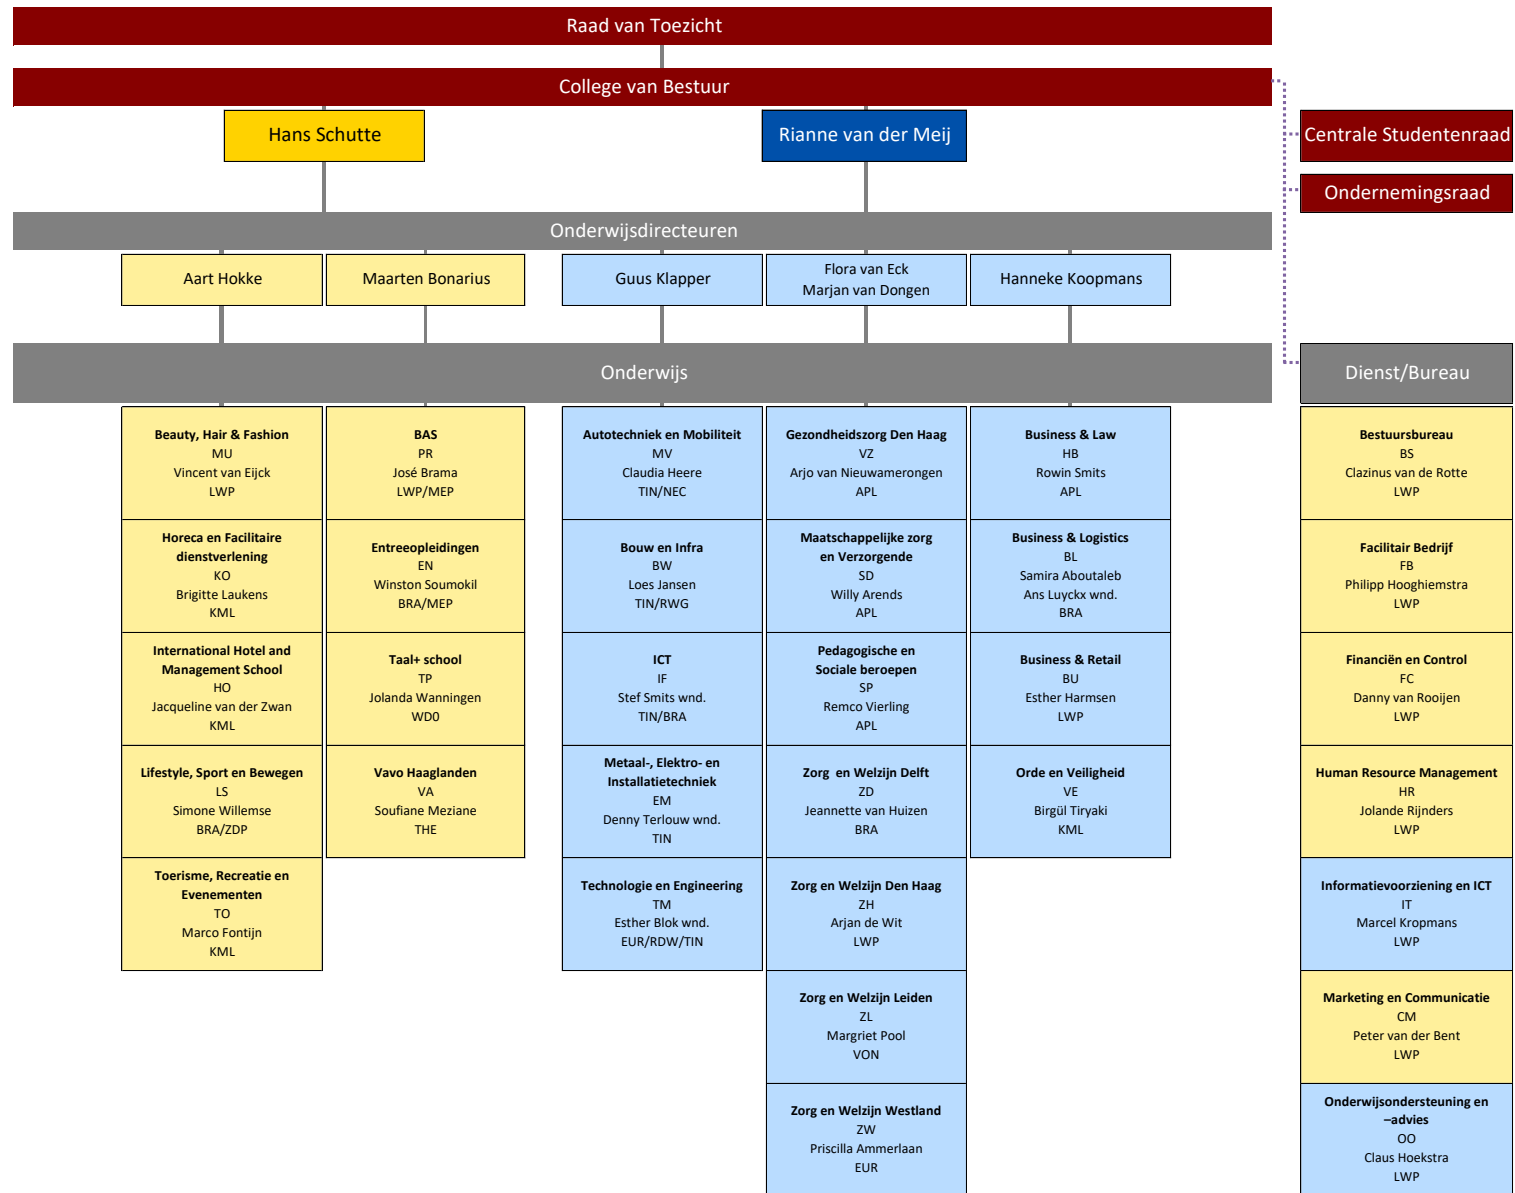 Raad van Toezicht
College van Bestuur
Hans Schutte
Rianne van der Meij
Centrale Studentenraad
Ondernemingsraad
Onderwijsdirecteuren
Aart Hokke
Maarten Bonarius
Guus Klapper
Flora van Eck
Marjan van Dongen
Hanneke Koopmans
Onderwijs
Dienst/Bureau
Beauty, Hair & Fashion
MU
Vincent van Eijck
LWP
Horeca en Facilitaire
dienstverlening
KO
Brigitte Laukens
KML
International Hotel and
Management School
HO
Jacqueline van der Zwan
KML
Lifestyle, Sport en Bewegen
LS
Simone Willemse
BRA/ZDP
Toerisme, Recreatie en
Evenementen
TO
Marco Fontijn
KML
BAS
PR
José Brama
LWP/MEP
Entreeopleidingen
EN
Winston Soumokil
BRA/MEP
Taal+ school
TP
Jolanda Wanningen
WD0
Vavo Haaglanden
VA
Soufiane Meziane
THE
Autotechniek en Mobiliteit
MV
Claudia Heere
TIN/NEC
Bouw en Infra
BW
Loes Jansen
TIN/RWG
ICT
IF
Stef Smits wnd.
TIN/BRA
Metaal-, Elektro- en
Installatietechniek
EM
Denny Terlouw wnd.
TIN
Technologie en Engineering
TM
Esther Blok wnd.
EUR/RDW/TIN
Gezondheidszorg Den Haag
VZ
Arjo van Nieuwamerongen
APL
Maatschappelijke zorg
en Verzorgende
SD
Willy Arends
APL
Pedagogische en
Sociale beroepen
SP
Remco Vierling
APL
Zorg en Welzijn Delft
ZD
Jeannette van Huizen
BRA
Zorg en Welzijn Den Haag
ZH
Arjan de Wit
LWP
Zorg en Welzijn Leiden
ZL
Margriet Pool
VON
Zorg en Welzijn Westland
ZW
Priscilla Ammerlaan
EUR
Business & Law
HB
Rowin Smits
APL
Business & Logistics
BL
Samira Aboutaleb
Ans Luyckx wnd.
BRA
Business & Retail
BU
Esther Harmsen
LWP
Orde en Veiligheid
VE
Birgül Tiryaki
KML
Bestuursbureau
BS
Clazinus van de Rotte
LWP
Facilitair Bedrijf
FB
Philipp Hooghiemstra
LWP
Financiën en Control
FC
Danny van Rooijen
LWP
Human Resource Management
HR
Jolande Rijnders
LWP
Informatievoorziening en ICT
IT
Marcel Kropmans
LWP
Marketing en Communicatie
CM
Peter van der Bent
LWP
Onderwijsondersteuning en
–advies
OO
Claus Hoekstra
LWP